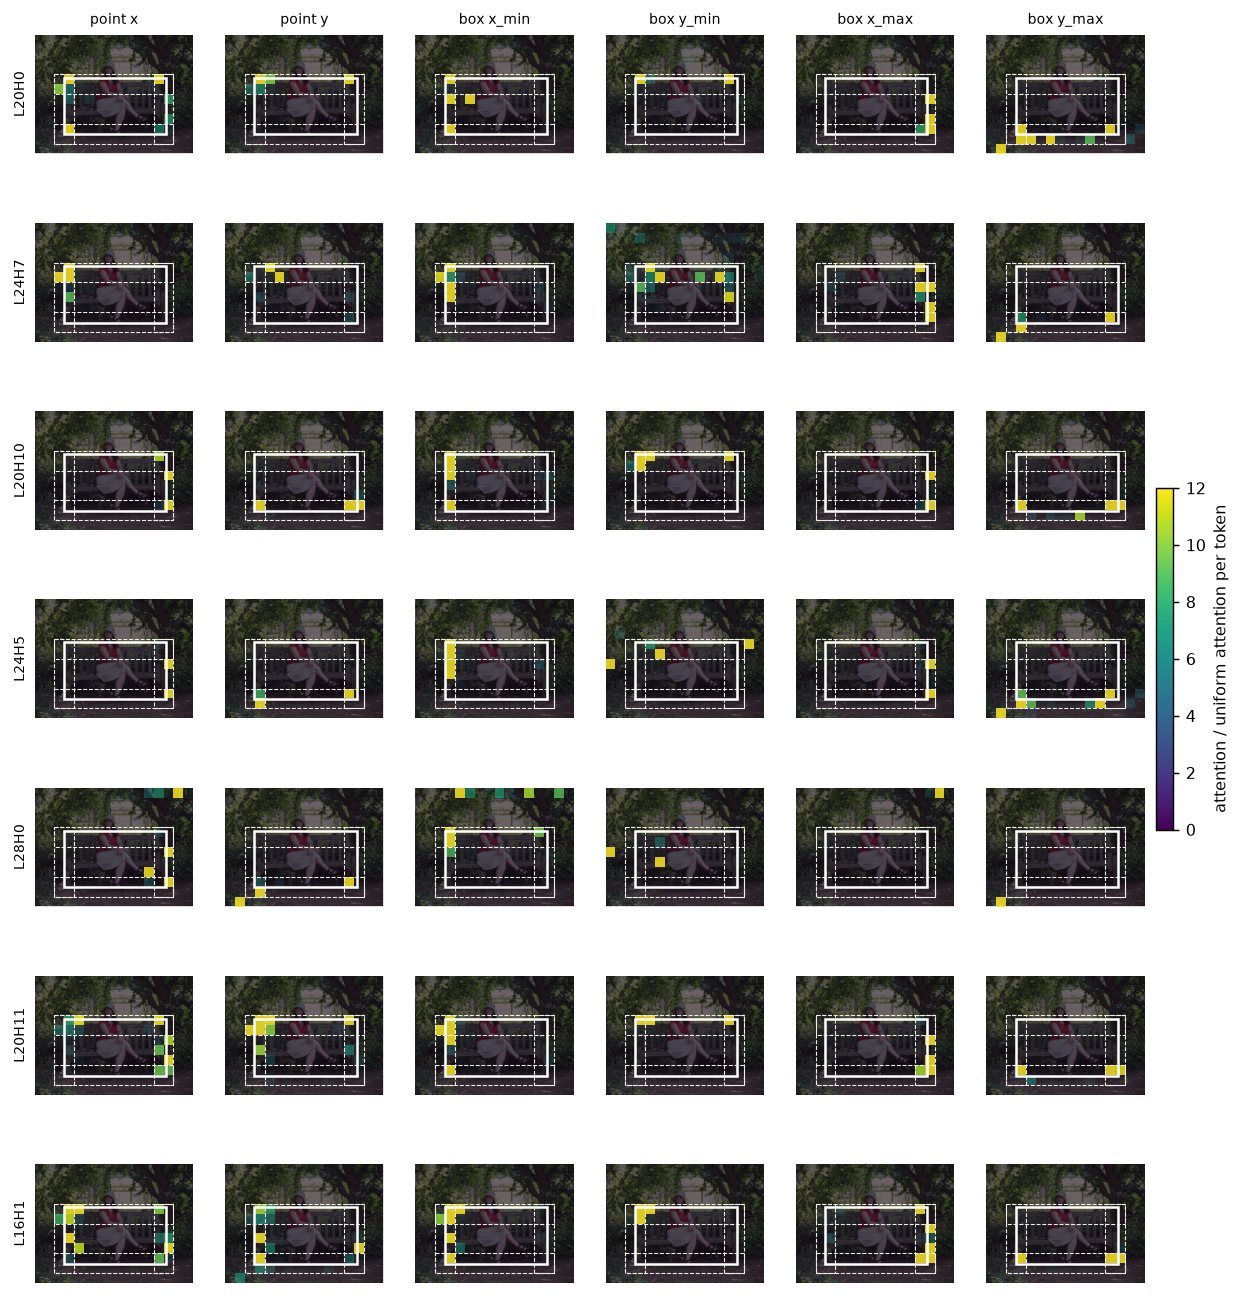 point x point y box x_min box y_min box x_max box y_max
L20H0
L24H7
L20H10
L24H5
L28H0
L20H11
L16H1
12
10
8
6
4
2
0
attention / uniform attention per token